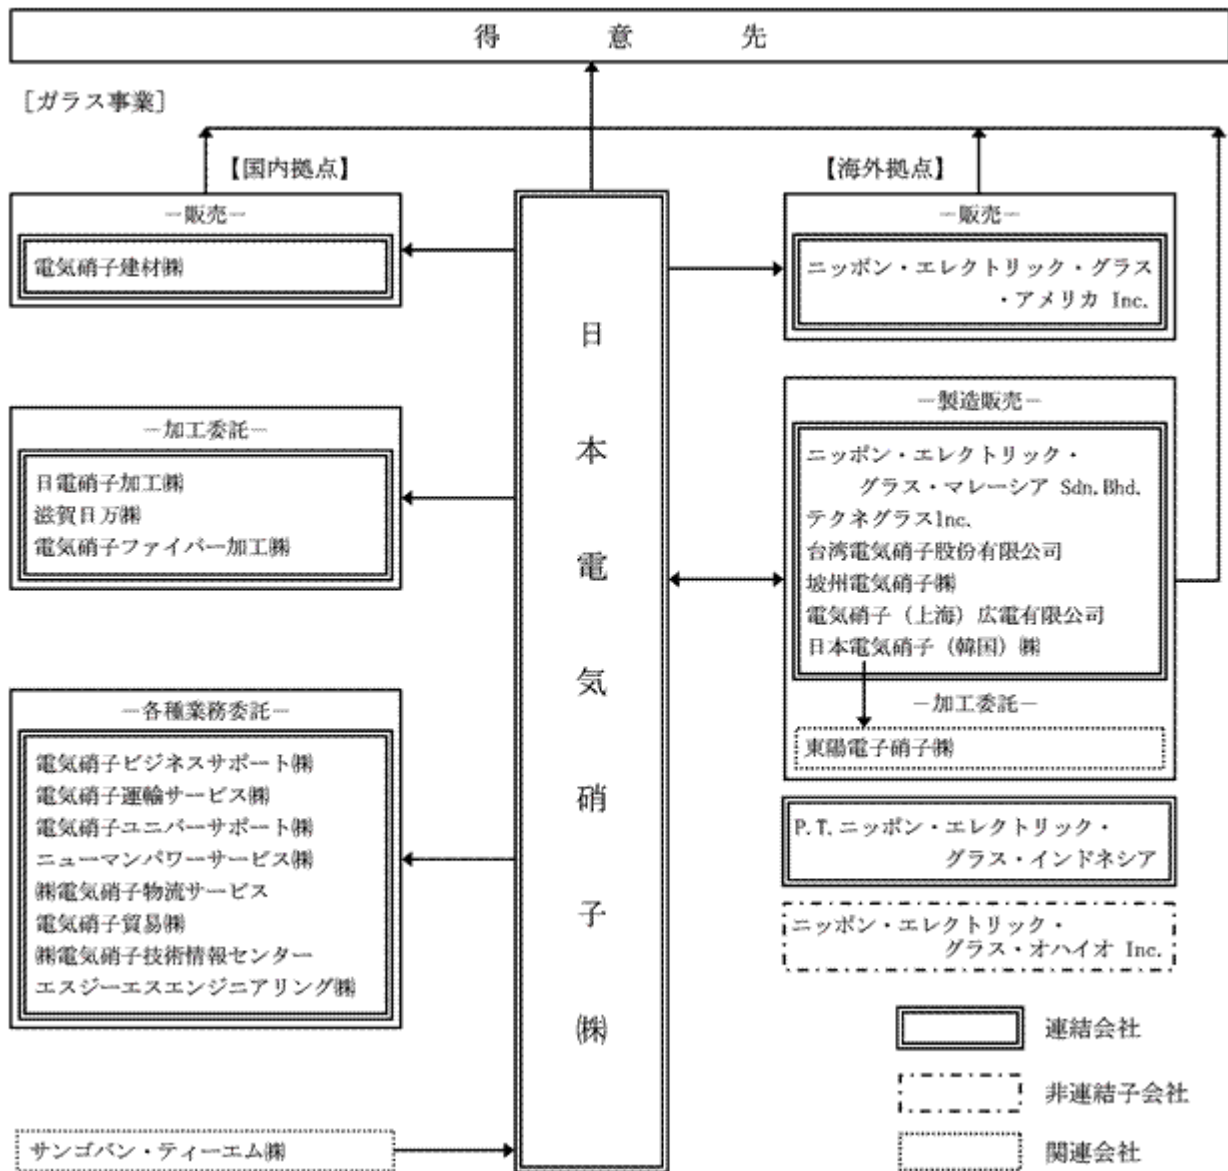 得意先
[ガラス事業]
【国内拠点】
－販売－
電気硝子建材㈱
－加工委託－
日電硝子加工㈱
滋賀日万㈱
電気硝子ファイバー加工㈱
－各種業務委託－
電気硝子ビジネスサポート㈱
電気硝子運輸サービス㈱
電気硝子ユニバーサポート㈱
ニューマンパワーサービス㈱
㈱電気硝子物流サービス
電気硝子貿易㈱
㈱電気硝子技術情報センター
エスジーエスエンジニアリング㈱
サンゴバン・ティーエム㈱
日本電気硝子㈱
【海外拠点】
－販売－
ニッポン・エレクトリック・グラス
・アメリカ Inc.
－製造販売－
ニッポン・エレクトリック・
グラス・マレーシア Sdn.Bhd.
テクネグラスInc.
台湾電気硝子股份有限公司
坡州電気硝子㈱
電気硝子（上海）広電有限公司
日本電気硝子（韓国）㈱
－加工委託－
東陽電子硝子㈱
P.T.ニッポン・エレクトリック・
グラス・インドネシア
ニッポン・エレクトリック・
グラス・オハイオ Inc.
連結会社
非連結子会社
関連会社